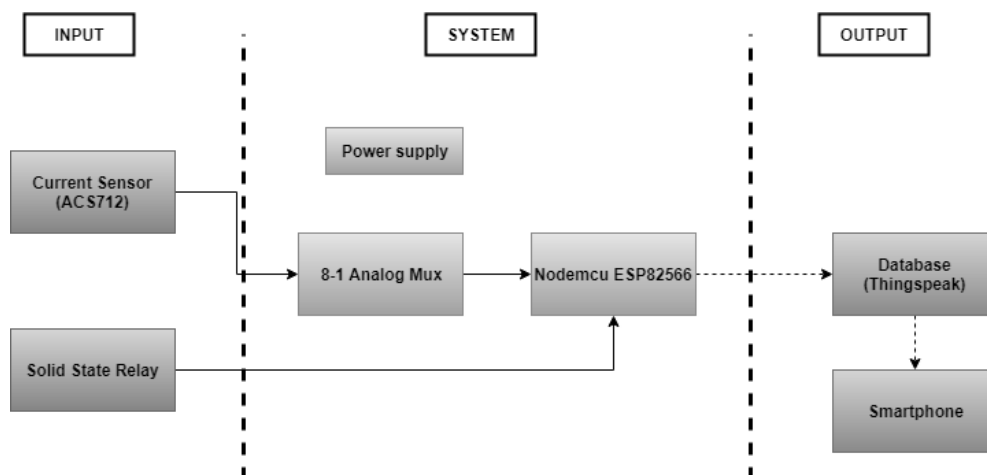 INPUT
SYSTEM
OUTPUT
Power supply
Current Sensor
(ACS712)
8-1 Analog Mux
Nodemcu ESP82566
Database
(Thingspeak)
Solid State Relay
Smartphone